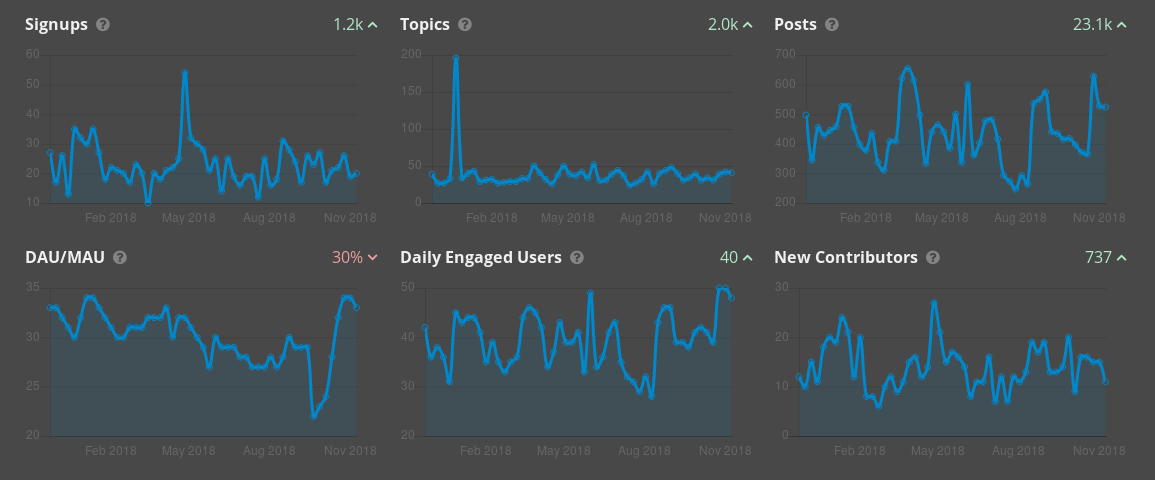 Signups ? 1.2k
60
50
40
30
20
10
Feb 2018 May 2018 Aug 2018 Nov 2018
Topics ? 2.0k
200
150
100
50
0
Feb 2018 May 2018 Aug 2018 Nov 2018
Posts ? 23.1k
700
600
500
400
300
200
Feb 2018 May 2018 Aug 2018 Nov 2018
DAU/MAU ? 30%
35
30
25
20
Feb 2018 May 2018 Aug 2018 Nov 2018
Daily Engaged Users ? 40
50
40
30
20
Feb 2018 May 2018 Aug 2018 Nov 2018
New Contributors ? 737
30
20
10
0
Feb 2018 May 2018 Aug 2018 Nov 2018